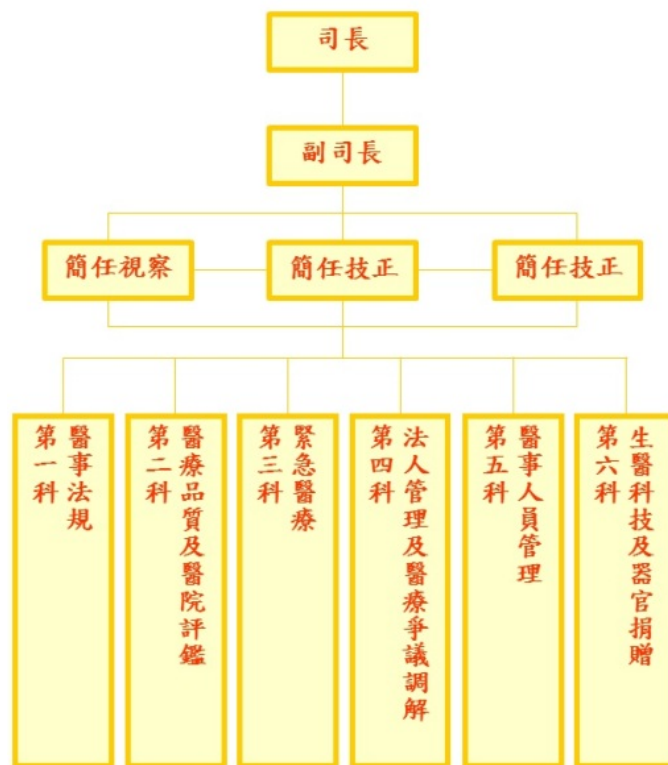 司長
副司長
簡任視察
簡任技正
簡任技正
醫事法規
第一科
醫療品質及醫院評鑑
第二科
緊急醫療
第三科
法人管理及醫療爭議調解
第四科
醫事人員管理
第五科
生醫科技及器官捐贈
第六科